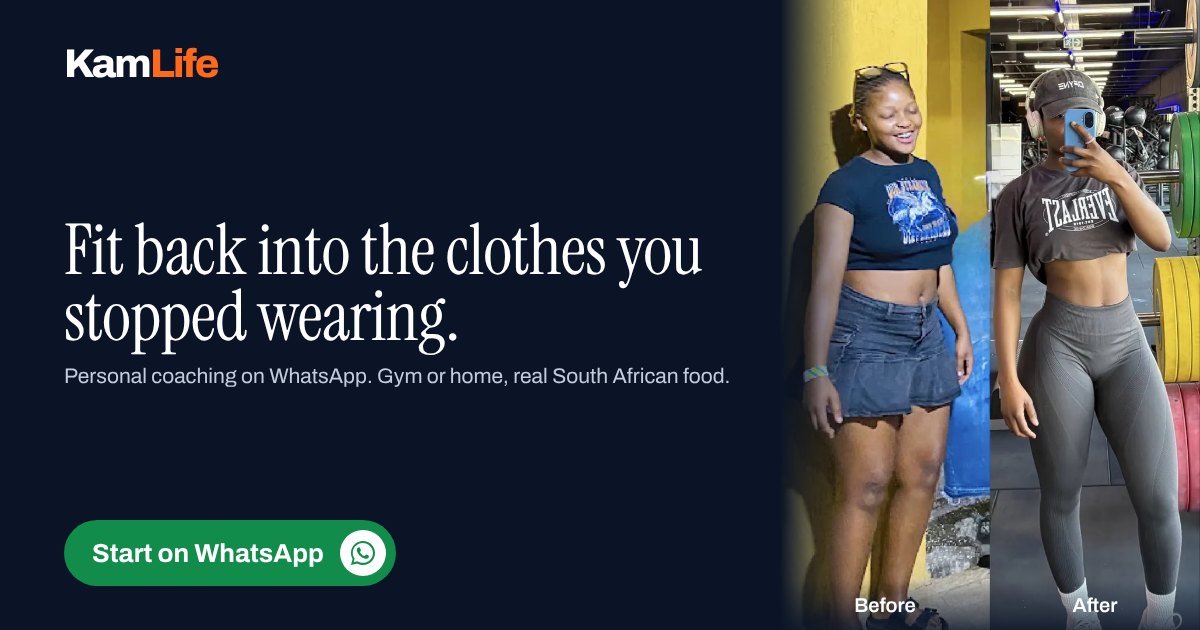 KamLife
Fit back into the clothes you
stopped wearing.
Personal coaching on WhatsApp. Gym or home, real South African food.
Start on WhatsApp
EVERLAST
Before
After